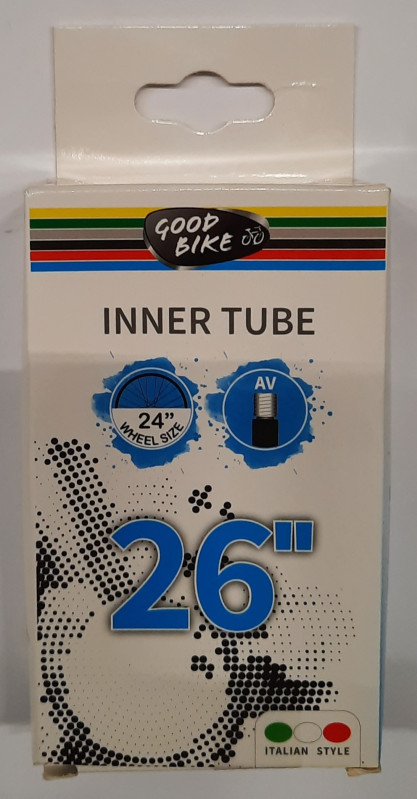 GOOD
BIKE
INNER TUBE
24"
WHEEL SIZE
AV
26"
ITALIAN STYLE